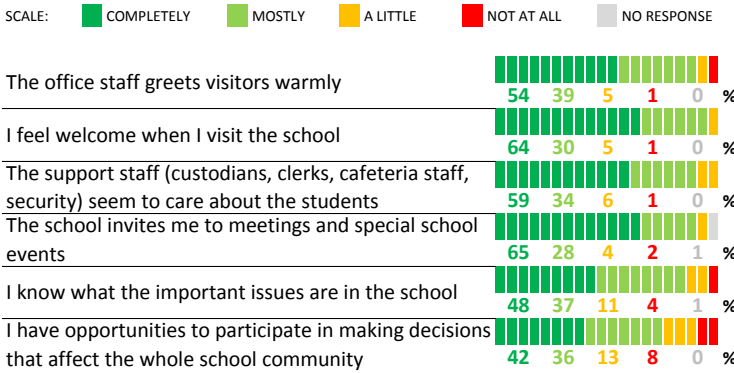 SCALE: COMPLETELY MOSTLY A LITTLE NOT AT ALL NO RESPONSE
The office staff greets visitors warmly
54 39 5 1 0 %
I feel welcome when I visit the school
64 30 5 1 0 %
The support staff (custodians, clerks, cafeteria staff,
security) seem to care about the students
59 34 6 1 0 %
The school invites me to meetings and special school
events
65 28 4 2 1 %
I know what the important issues are in the school
48 37 11 4 1 %
I have opportunities to participate in making decisions
that affect the whole school community
42 36 13 8 0 %